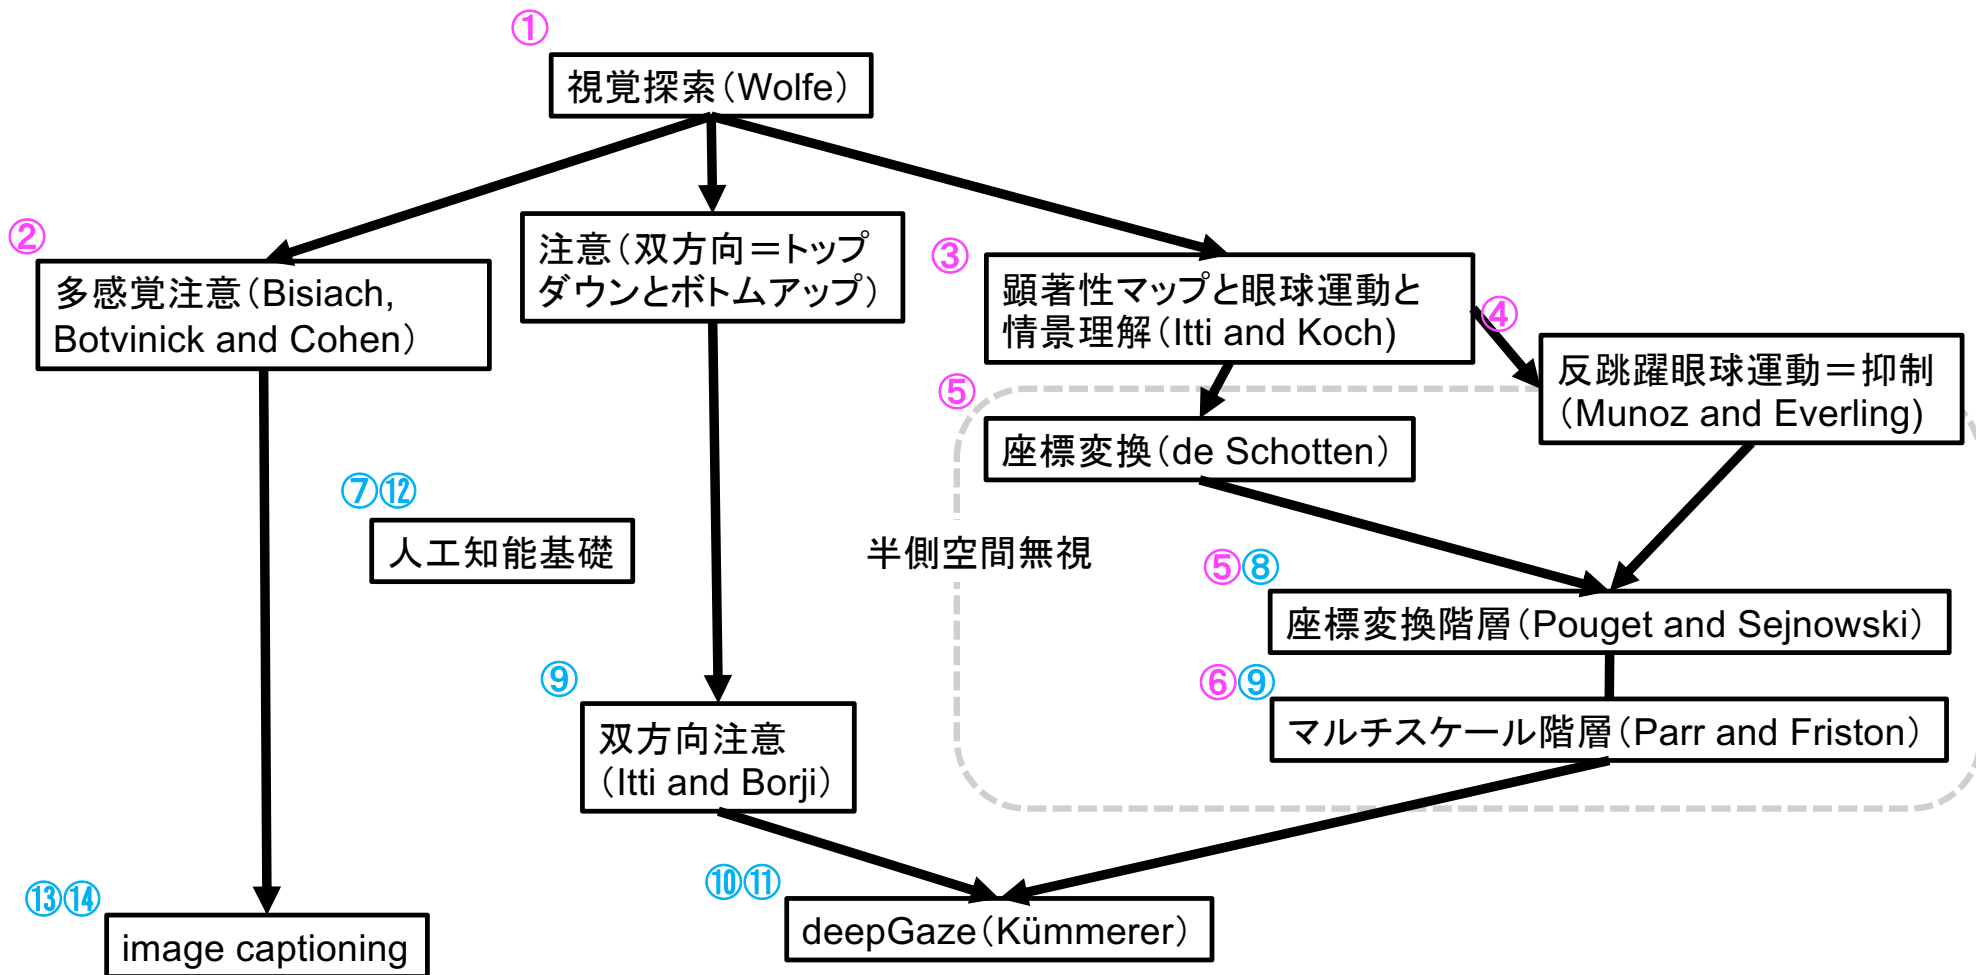 ①
視覚探索（Wolfe）
②
多感覚注意（Bisiach,
Botvinick and Cohen）
注意（双方向＝トップ
ダウンとボトムアップ）
③
顕著性マップと眼球運動と
情景理解（Itti and Koch)
④
反跳躍眼球運動＝抑制
（Munoz and Everling)
⑤
座標変換（de Schotten）
⑦⑫
人工知能基礎
半側空間無視
⑤⑧
座標変換階層（Pouget and Sejnowski）
⑥⑨
マルチスケール階層（Parr and Friston）
⑨
双方向注意
（Itti and Borji）
⑩⑪
deepGaze（Kümmerer）
⑬⑭
image captioning